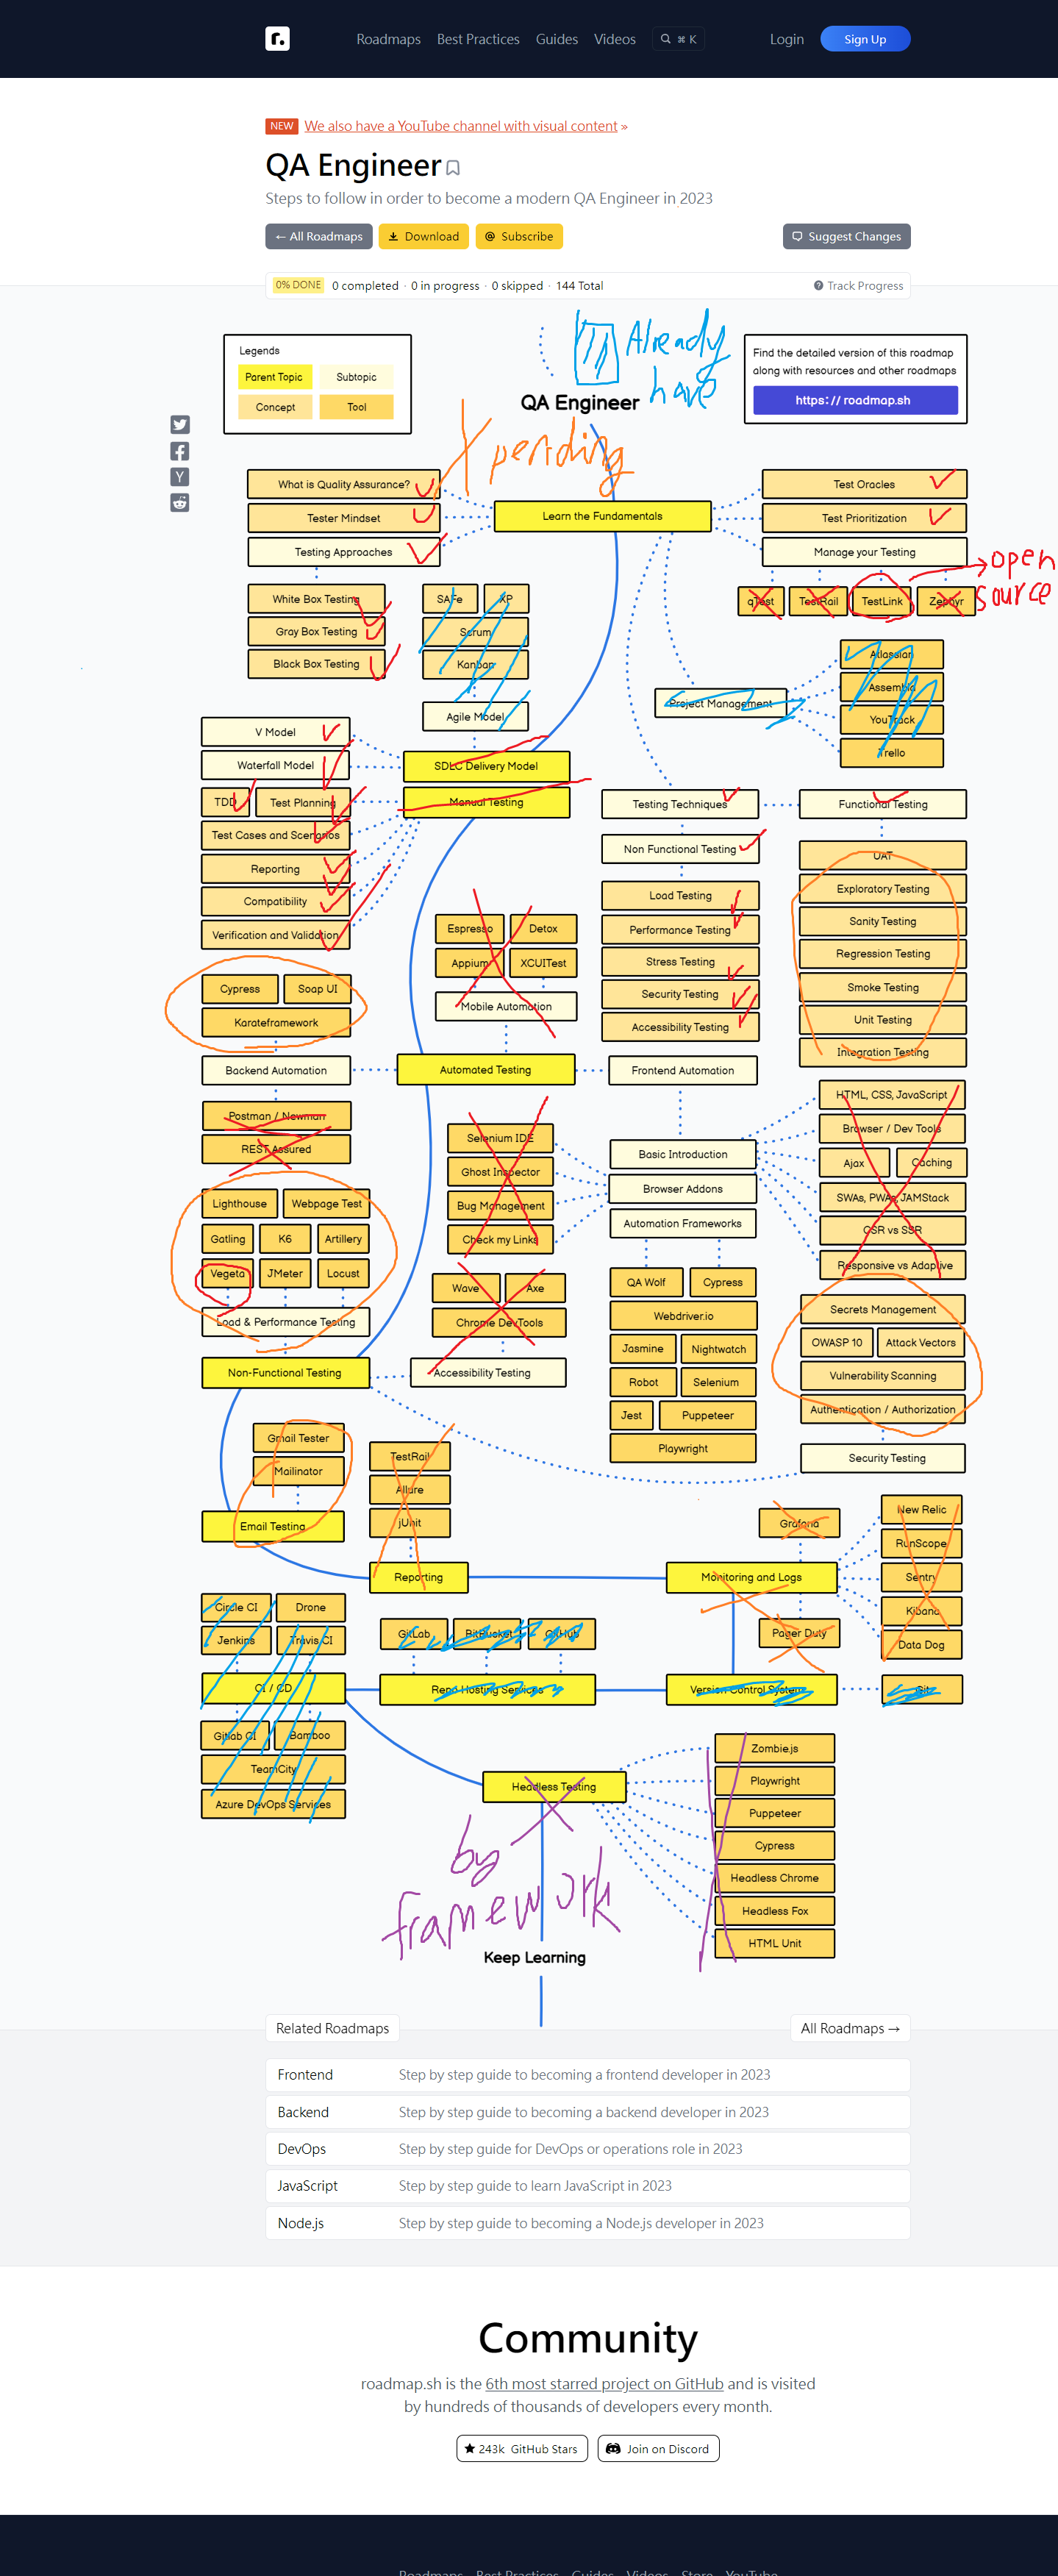 Roadmaps Best Practices Guides Videos ⌘ K Login Sign Up
NEW We also have a YouTube channel with visual content »
QA Engineer
Steps to follow in order to become a modern QA Engineer in 2023
← All Roadmaps Download Subscribe Suggest Changes
0% DONE 0 completed · 0 in progress · 0 skipped · 144 Total Track Progress
Already
have
Legends
Parent Topic Subtopic
Concept Tool
QA Engineer
Find the detailed version of this roadmap
along with resources and other roadmaps
https://roadmap.sh
pending
What is Quality Assurance?
Tester Mindset
Testing Approaches
Learn the Fundamentals
Test Oracles
Test Prioritization
Manage your Testing
qTest TestRail TestLink Zephyr
open
source
White Box Testing
Gray Box Testing
Black Box Testing
SAFe XP
Scrum
Kanban
Agile Model
Project Management
Atlassian
Assembla
YouTrack
Trello
V Model
Waterfall Model
SDLC Delivery Model
Manual Testing
TDD Test Planning
Test Cases and Scenarios
Reporting
Compatibility
Verification and Validation
Testing Techniques
Functional Testing
Non Functional Testing
Load Testing
Performance Testing
Stress Testing
Security Testing
Accessibility Testing
UAT
Exploratory Testing
Sanity Testing
Regression Testing
Smoke Testing
Unit Testing
Integration Testing
Espresso Detox
Appium XCUITest
Mobile Automation
Cypress Soap UI
Karateframework
Backend Automation
Automated Testing
Frontend Automation
Postman / Newman
REST Assured
Selenium IDE
Ghost Inspector
Bug Management
Check my Links
Basic Introduction
Browser Addons
Automation Frameworks
HTML, CSS, JavaScript
Browser / Dev Tools
Ajax Caching
SWAs, PWAs, JAMStack
CSR vs SSR
Responsive vs Adaptive
Lighthouse Webpage Test
Gatling K6 Artillery
Vegeta JMeter Locust
Load & Performance Testing
Non-Functional Testing
Wave Axe
Chrome DevTools
Accessibility Testing
QA Wolf Cypress
Webdriver.io
Jasmine Nightwatch
Robot Selenium
Jest Puppeteer
Playwright
Secrets Management
OWASP 10 Attack Vectors
Vulnerability Scanning
Authentication / Authorization
Security Testing
Gmail Tester
Mailinator
Email Testing
TestRail
Allure
jUnit
Reporting
Grafana
Monitoring and Logs
Pager Duty
New Relic
RunScope
Sentry
Kibana
Data Dog
Circle CI Drone
Jenkins Travis CI
CI / CD
GitLab BitBucket GitHub
Repo Hosting Services
Version Control System
Git
Gitlab CI Bamboo
TeamCity
Azure DevOps Services
Headless Testing
Zombie.js
Playwright
Puppeteer
Cypress
Headless Chrome
Headless Fox
HTML Unit
by
framework
Keep Learning
Related Roadmaps All Roadmaps →
Frontend Step by step guide to becoming a frontend developer in 2023
Backend Step by step guide to becoming a backend developer in 2023
DevOps Step by step guide for DevOps or operations role in 2023
JavaScript Step by step guide to learn JavaScript in 2023
Node.js Step by step guide to becoming a Node.js developer in 2023
Community
roadmap.sh is the 6th most starred project on GitHub and is visited
by hundreds of thousands of developers every month.
243k GitHub Stars Join on Discord
Roadmaps Best Practices Guides Videos Store YouTube